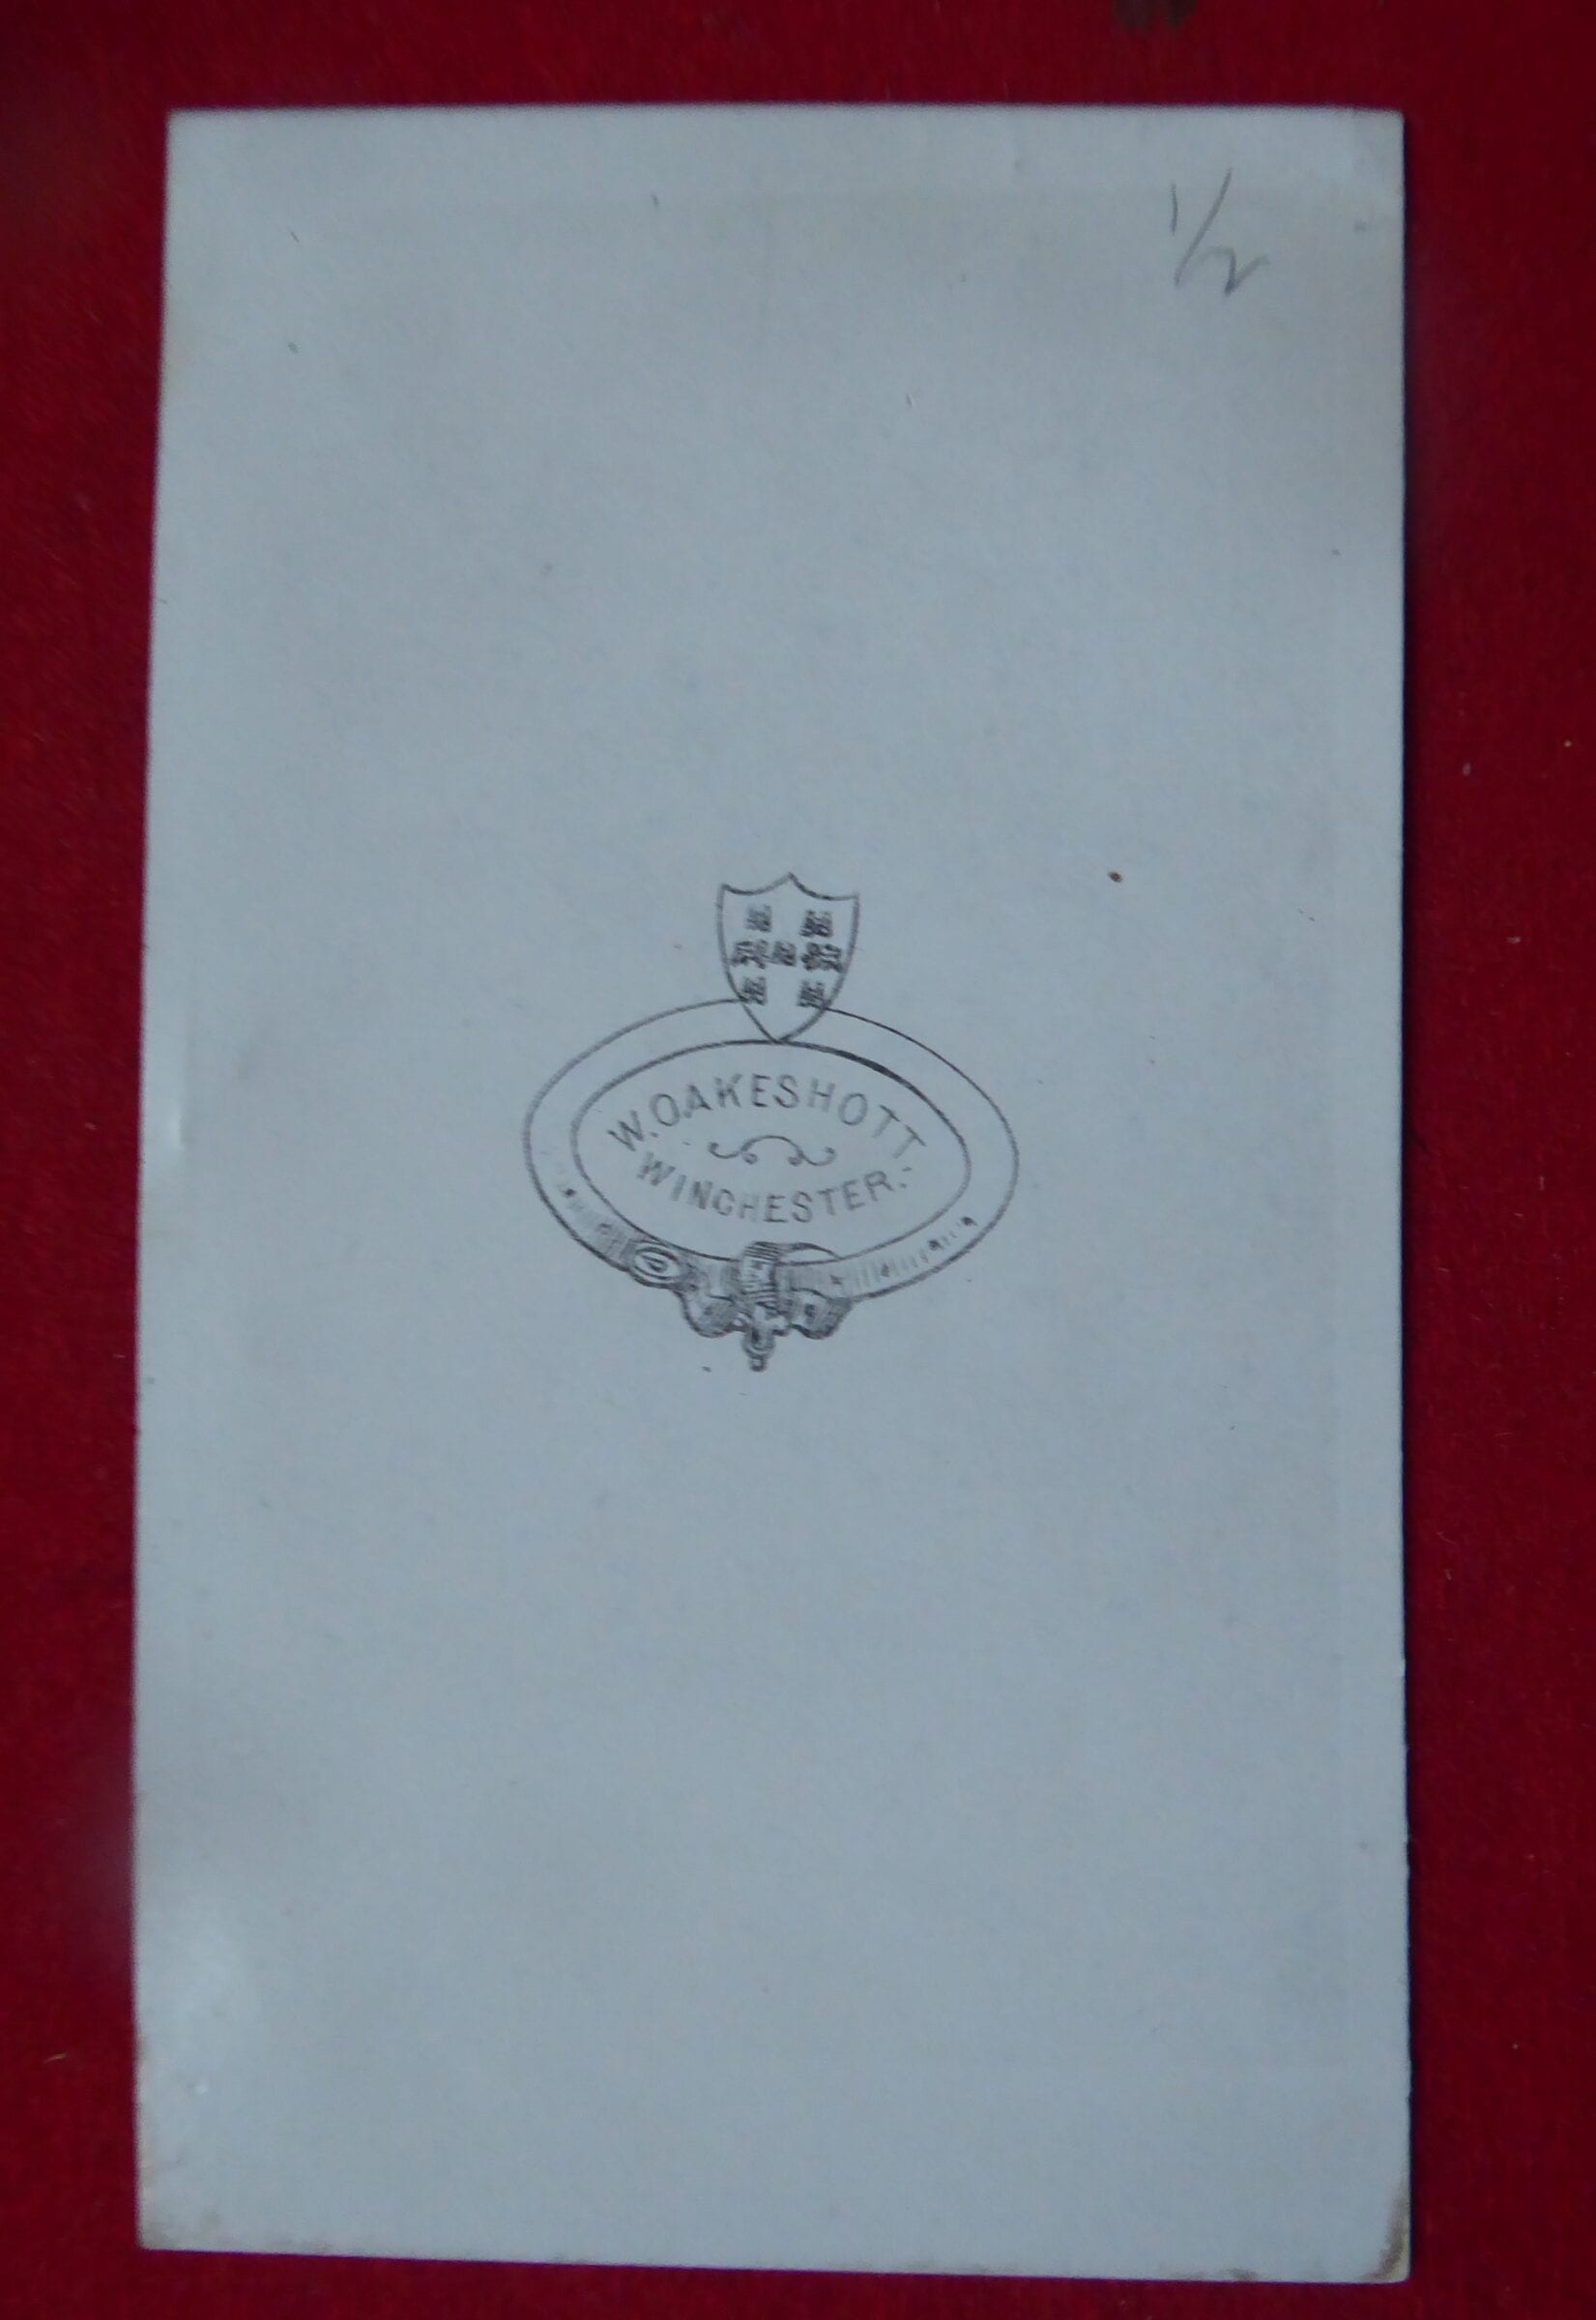 1/2
W. OAKESHOTT
WINCHESTER.